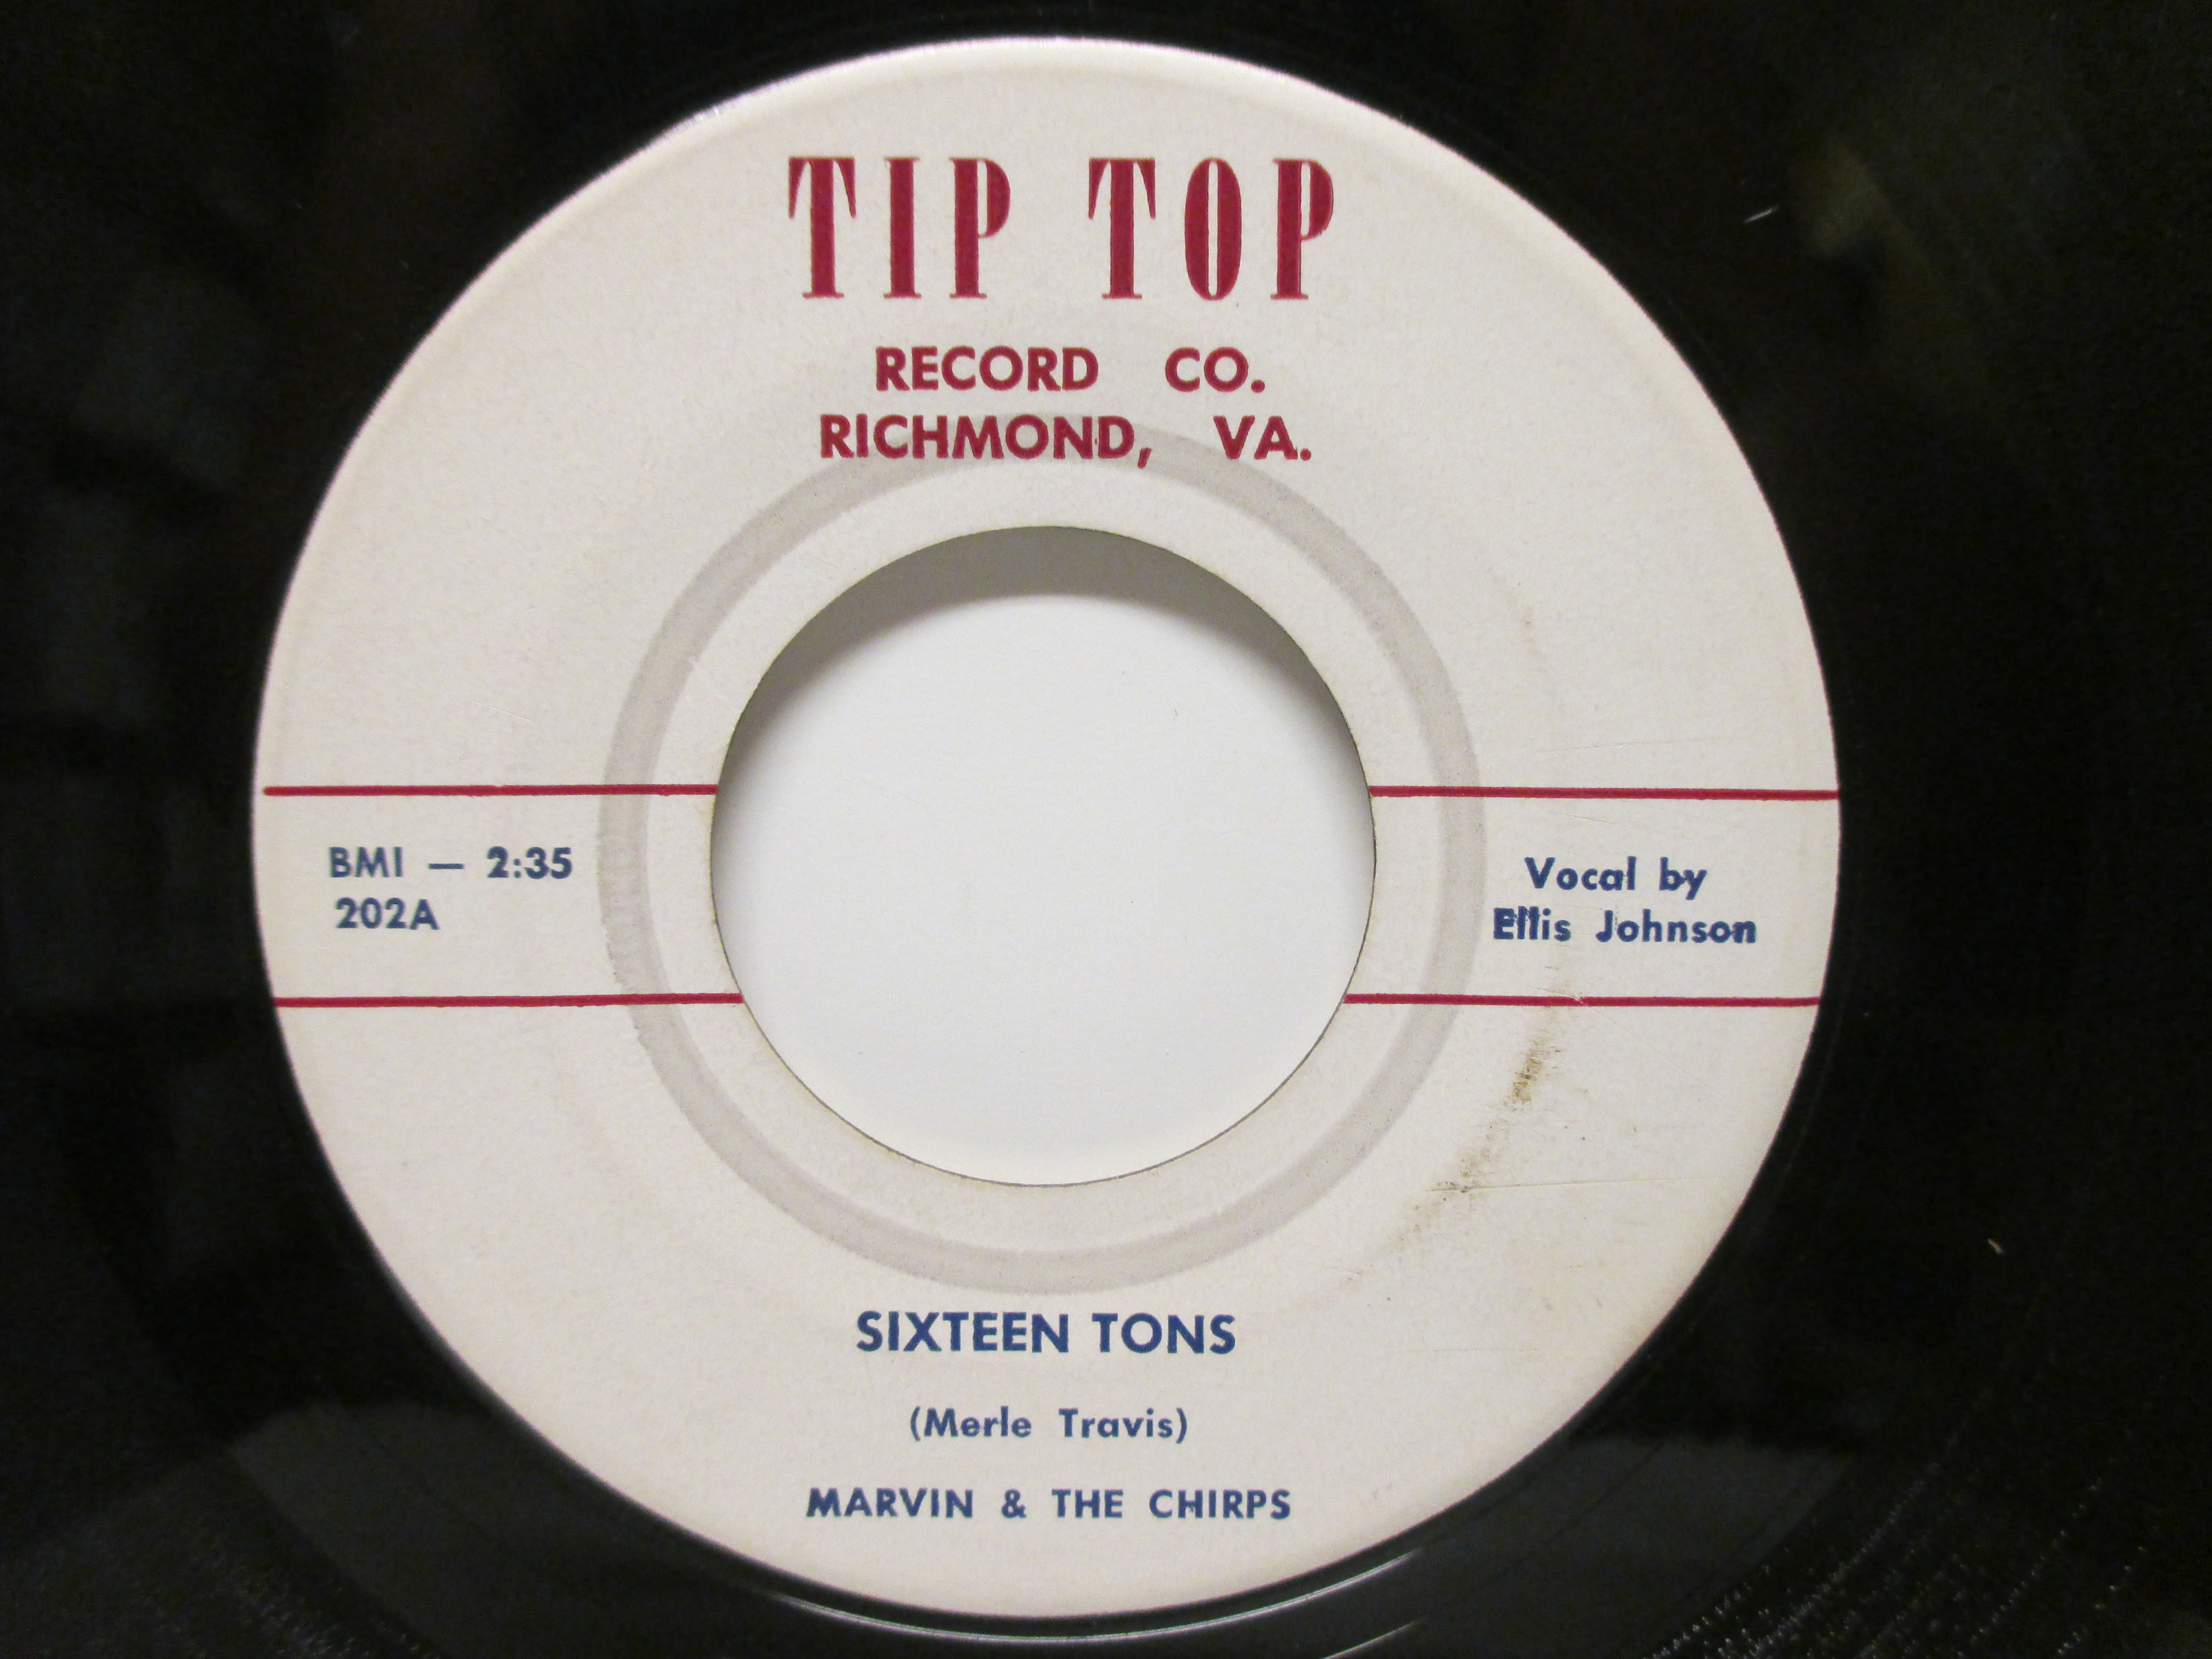 TIP TOP
RECORD CO.
RICHMOND, VA.
BMI — 2:35
202A
Vocal by
Ellis Johnson
SIXTEEN TONS
(Merle Travis)
MARVIN & THE CHIRPS